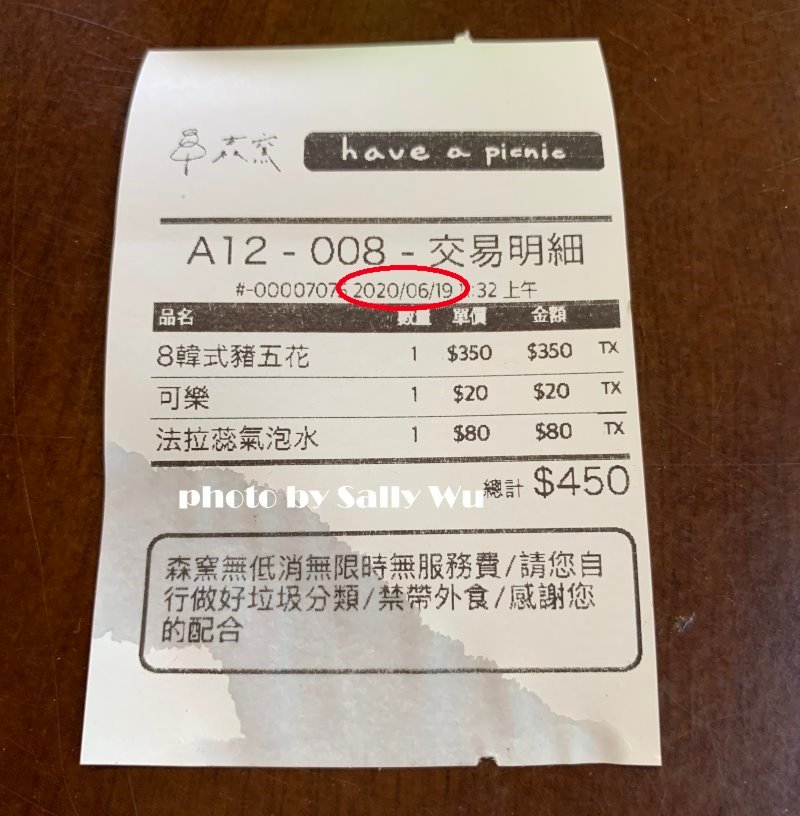 森窯 have a picnic
A12 - 008 - 交易明細
#-00007075 2020/06/19 :32 上午
品名 數量 單價 金額
8韓式豬五花 1 $350 $350 TX
可樂 1 $20 $20 TX
法拉蕊氣泡水 1 $80 $80 TX
總計 $450
photo by Sally Wu
森窯無低消無限時無服務費/請您自
行做好垃圾分類/禁帶外食/感謝您
的配合